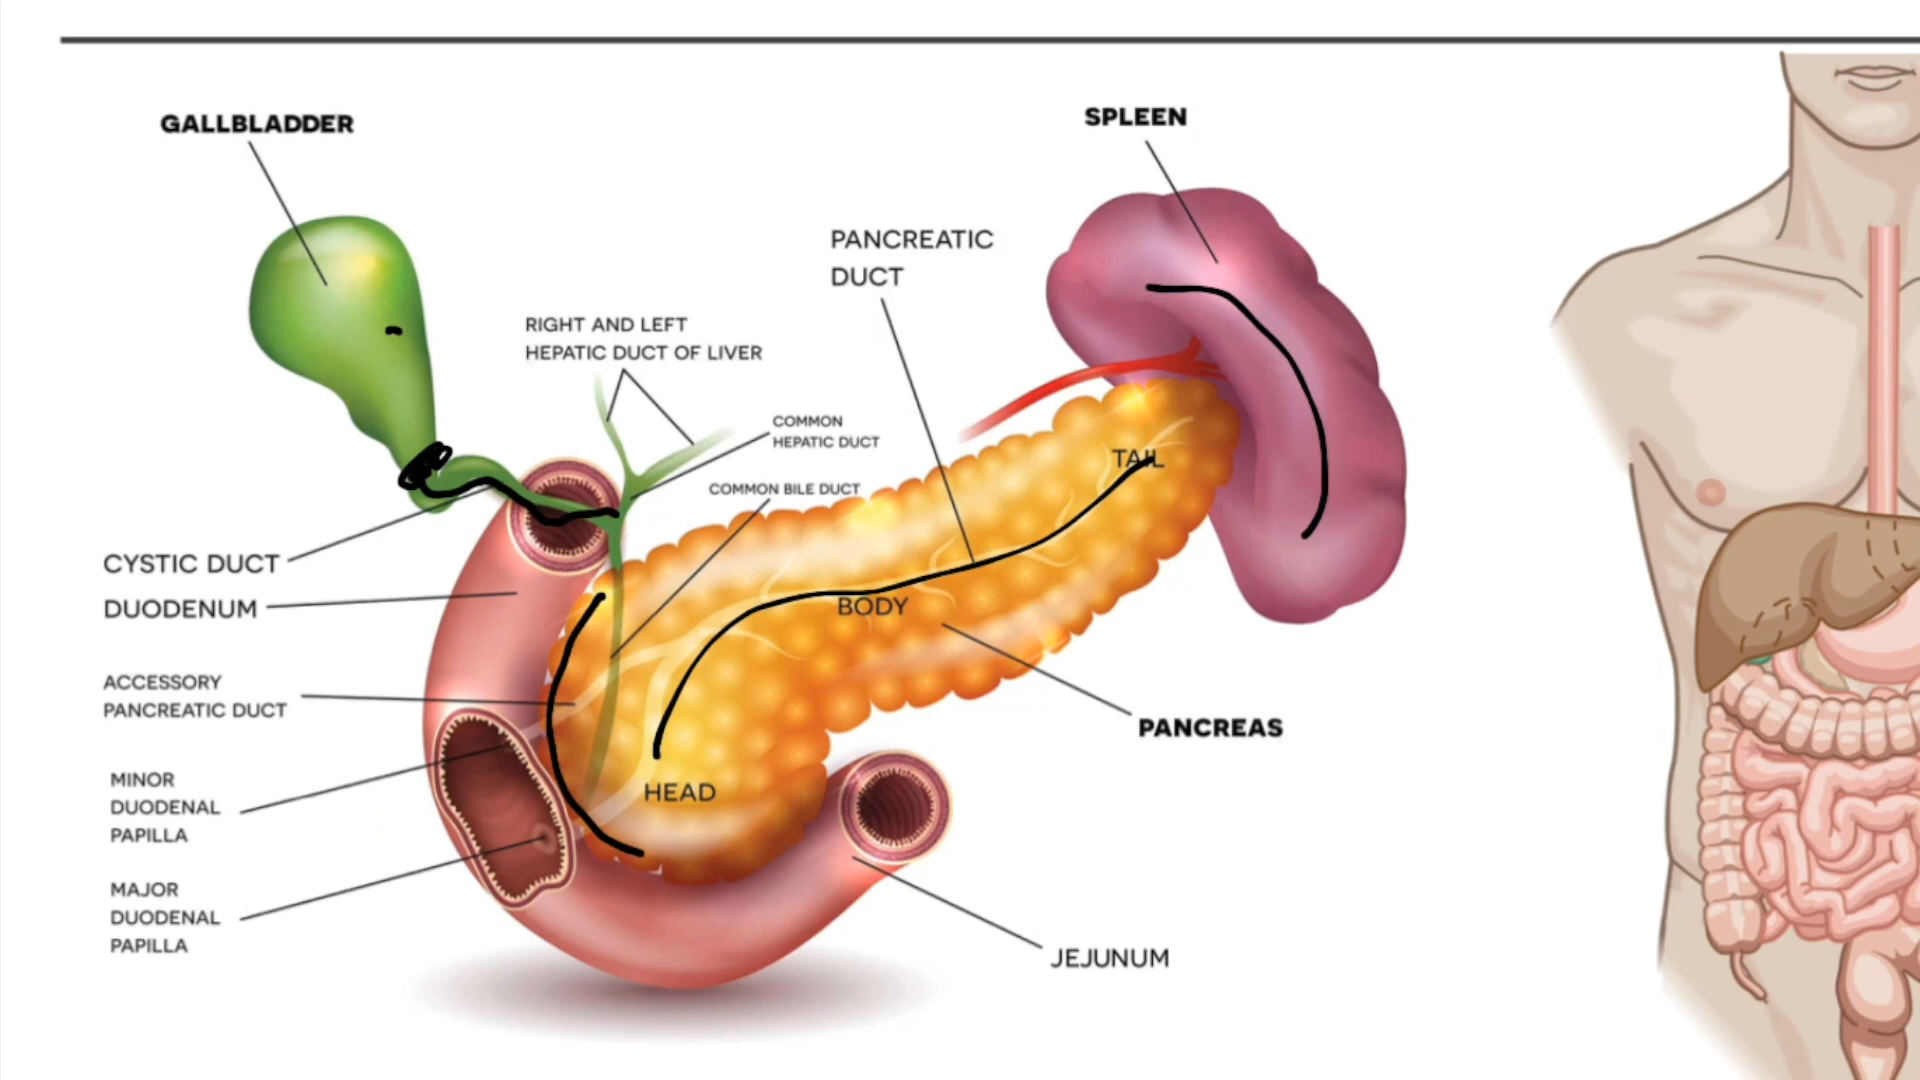 GALLBLADDER
SPLEEN
PANCREATIC
DUCT
RIGHT AND LEFT
HEPATIC DUCT OF LIVER
COMMON
HEPATIC DUCT
TAIL
COMMON BILE DUCT
CYSTIC DUCT
DUODENUM
BODY
ACCESSORY
PANCREATIC DUCT
PANCREAS
MINOR
DUODENAL
PAPILLA
HEAD
MAJOR
DUODENAL
PAPILLA
JEJUNUM